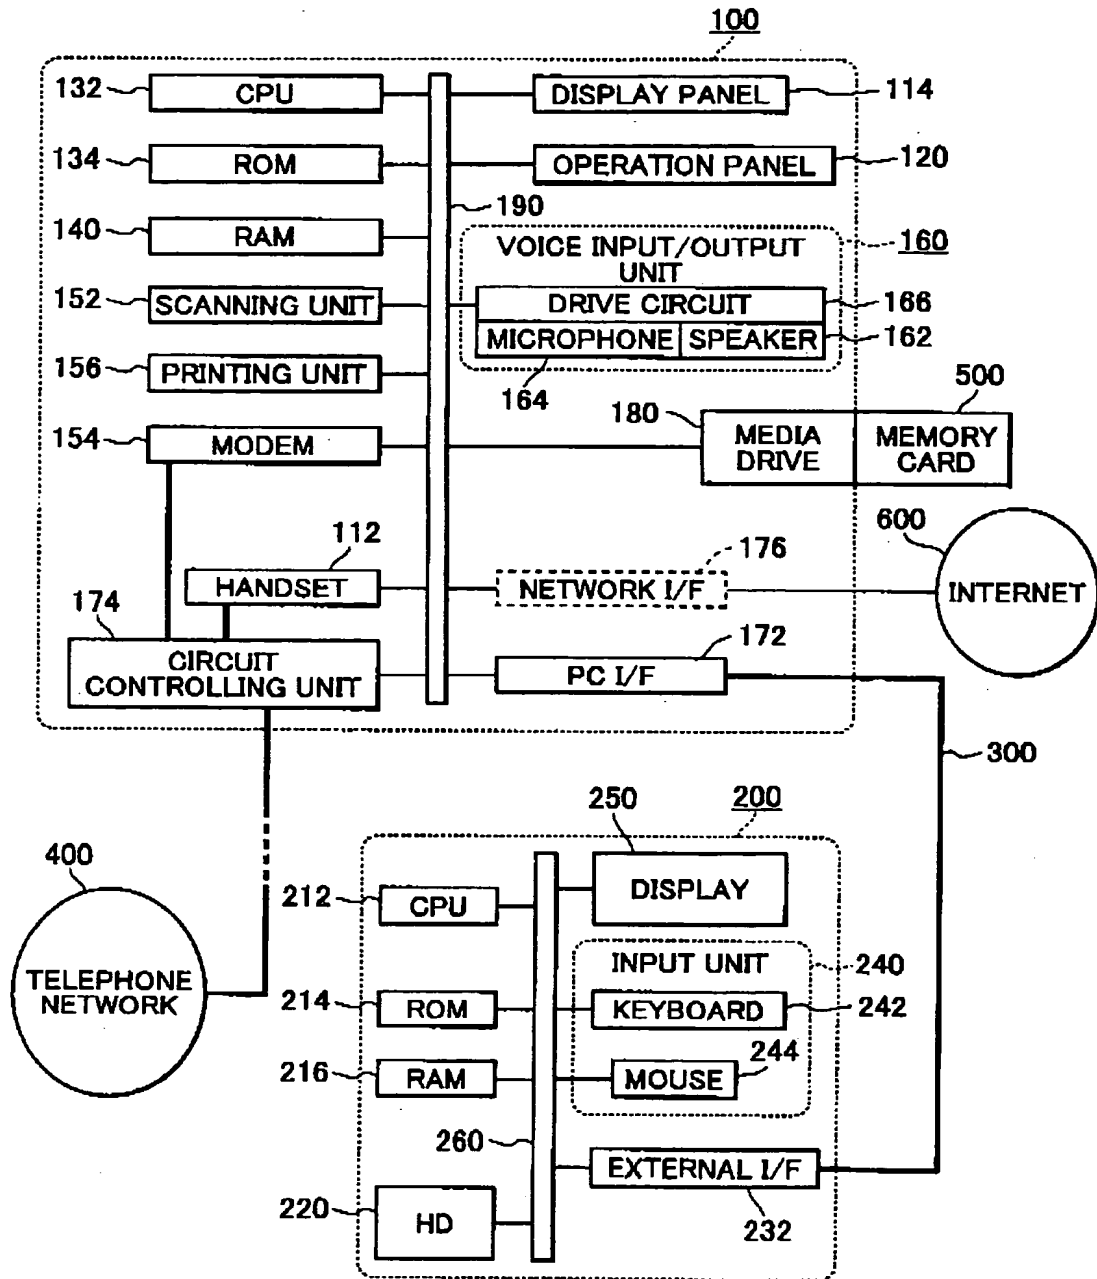 100
132
CPU
DISPLAY PANEL
114
134
ROM
OPERATION PANEL
120
190
140
RAM
VOICE INPUT/OUTPUT
UNIT
160
152
SCANNING UNIT
DRIVE CIRCUIT
166
MICROPHONE
SPEAKER
162
156
PRINTING UNIT
164
500
180
154
MODEM
MEDIA
DRIVE
MEMORY
CARD
600
112
176
HANDSET
NETWORK I/F
INTERNET
174
172
CIRCUIT
CONTROLLING UNIT
PC I/F
300
250
200
400
212
CPU
DISPLAY
TELEPHONE
NETWORK
INPUT UNIT
240
214
ROM
KEYBOARD
242
216
RAM
MOUSE
244
260
EXTERNAL I/F
220
HD
232